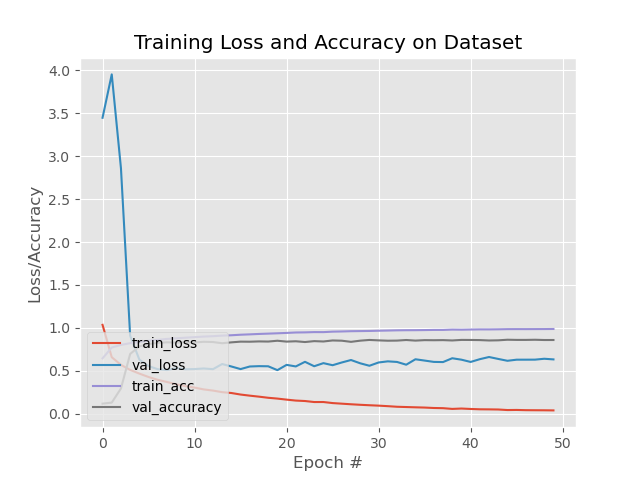 Training Loss and Accuracy on Dataset
4.0
3.5
3.0
2.5
2.0
1.5
1.0
0.5
0.0
Loss/Accuracy
train_loss
val_loss
train_acc
val_accuracy
0
10
20
30
40
50
Epoch #